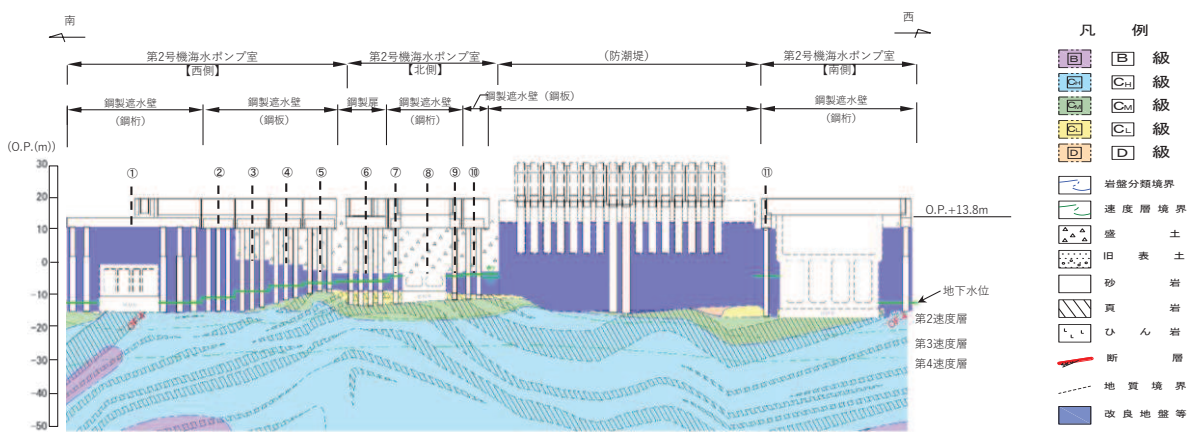 南
西
第2号機海水ポンプ室
【西側】
第2号機海水ポンプ室
【北側】
(防潮堤)
第2号機海水ポンプ室
【南側】
鋼製遮水壁
(鋼桁)
鋼製遮水壁
(鋼板)
鋼製扉
鋼製遮水壁
(鋼桁)
鋼製遮水壁(鋼板)
鋼製遮水壁
(鋼桁)
(O.P.(m))
30
20
10
0
-10
-20
-30
-40
-50
① ② ③ ④ ⑤ ⑥ ⑦ ⑧ ⑨ ⑩ ⑪
O.P.+13.8m
地下水位
第2速度層
第3速度層
第4速度層
OF-4
凡例
B B 級
CH CH 級
CM CM 級
CL CL 級
D D 級
岩盤分類境界
速度層境界
盛土
旧表土
砂岩
頁岩
ひん岩
断層
地質境界
改良地盤等